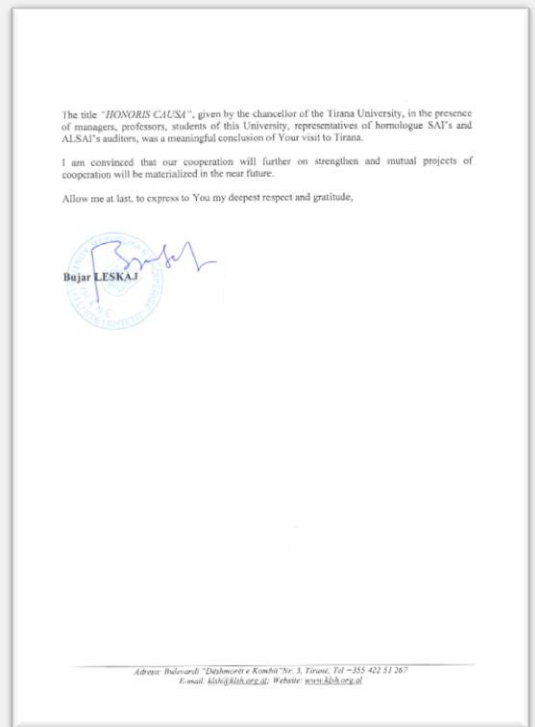 The title "HONORIS CAUSA", given by the chancellor of the Tirana University, in the presence
of managers, professors, students of this University, representatives of homologue SAI's and
ALSAI's auditors, was a meaningful conclusion of Your visit to Tirana.
I am convinced that our cooperation will further on strengthen and mutual projects of
cooperation will be materialized in the near future.
Allow me at last, to express to You my deepest respect and gratitude,
Bujar LESKAJ
Adresa: Bulevardi "Dëshmorët e Kombit"Nr. 3, Tiranë, Tel –355 422 51 267
E-mail: klsh@klsh.org.al; Website: www.klsh.org.al